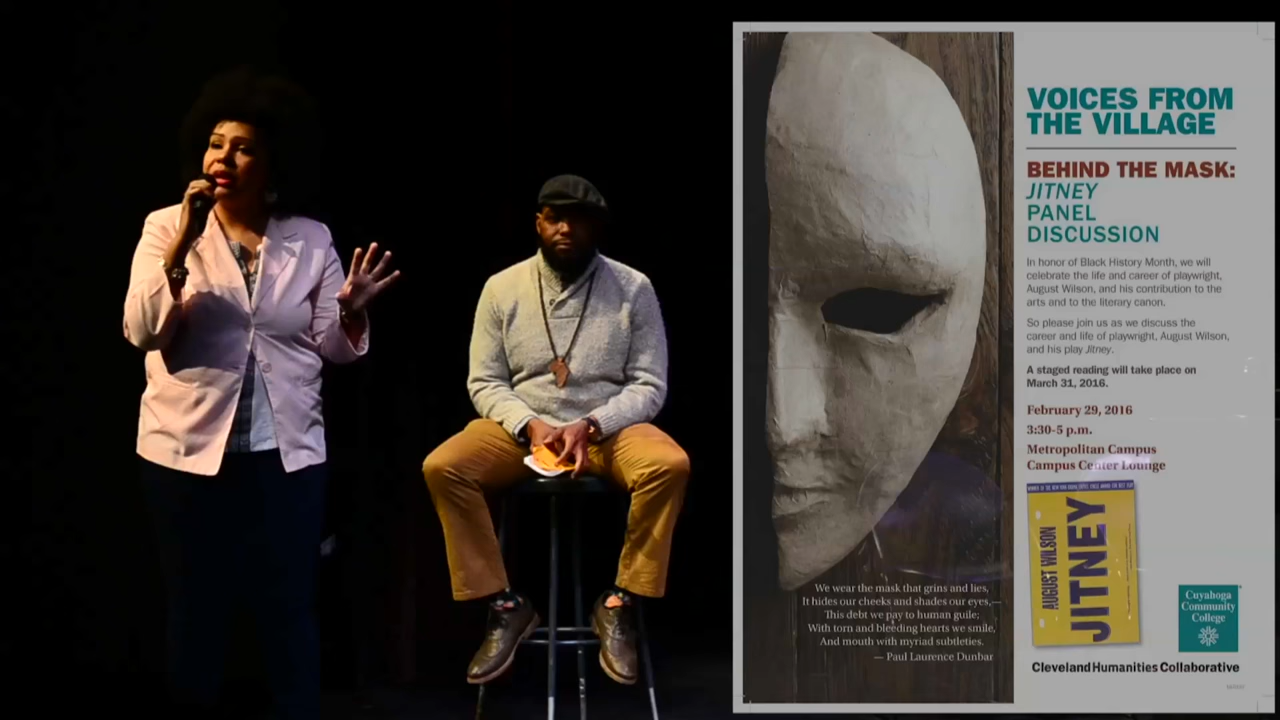 VOICES FROM
THE VILLAGE
BEHIND THE MASK:
JITNEY
PANEL
DISCUSSION
In honor of Black History Month, we will
celebrate the life and career of playwright,
August Wilson, and his contribution to the
arts and to the literary canon.
So please join us as we discuss the
career and life of playwright, August Wilson,
and his play Jitney.
A staged reading will take place on
March 31, 2016.
February 29, 2016
3:30-5 p.m.
Metropolitan Campus
Campus Center Lounge
AUGUST WILSON
JITNEY
Cuyahoga
Community
College
Cleveland Humanities Collaborative
We wear the mask that grins and lies,
It hides our cheeks and shades our eyes,—
This debt we pay to human guile;
With torn and bleeding hearts we smile,
And mouth with myriad subtleties.
— Paul Laurence Dunbar